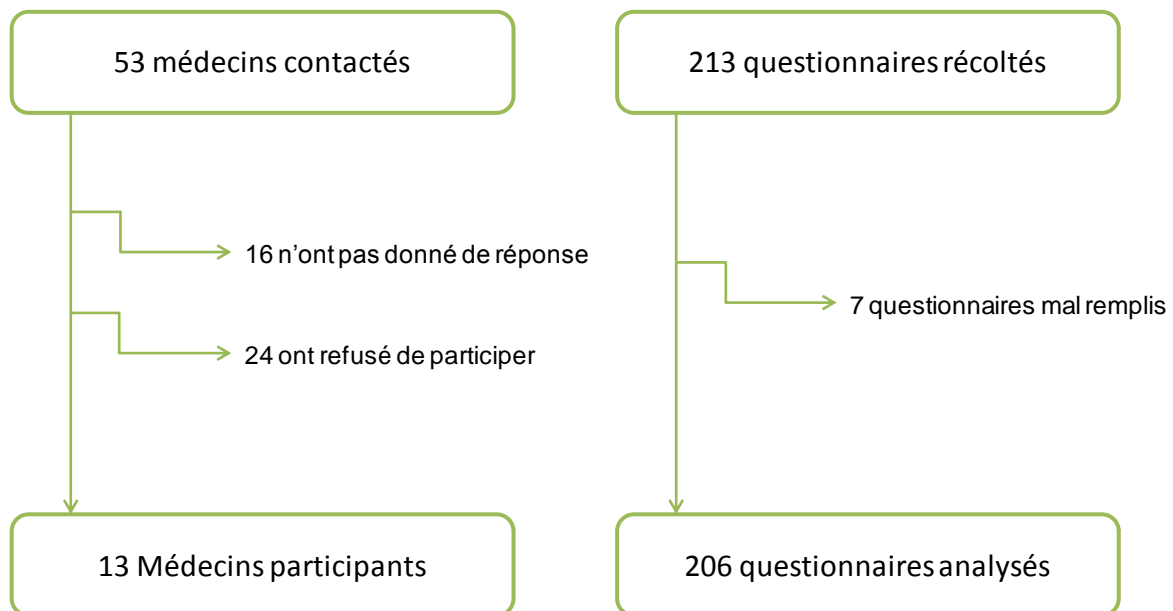 53 médecins contactés
213 questionnaires récoltés
16 n'ont pas donné de réponse
7 questionnaires mal remplis
24 ont refusé de participer
13 Médecins participants
206 questionnaires analysés